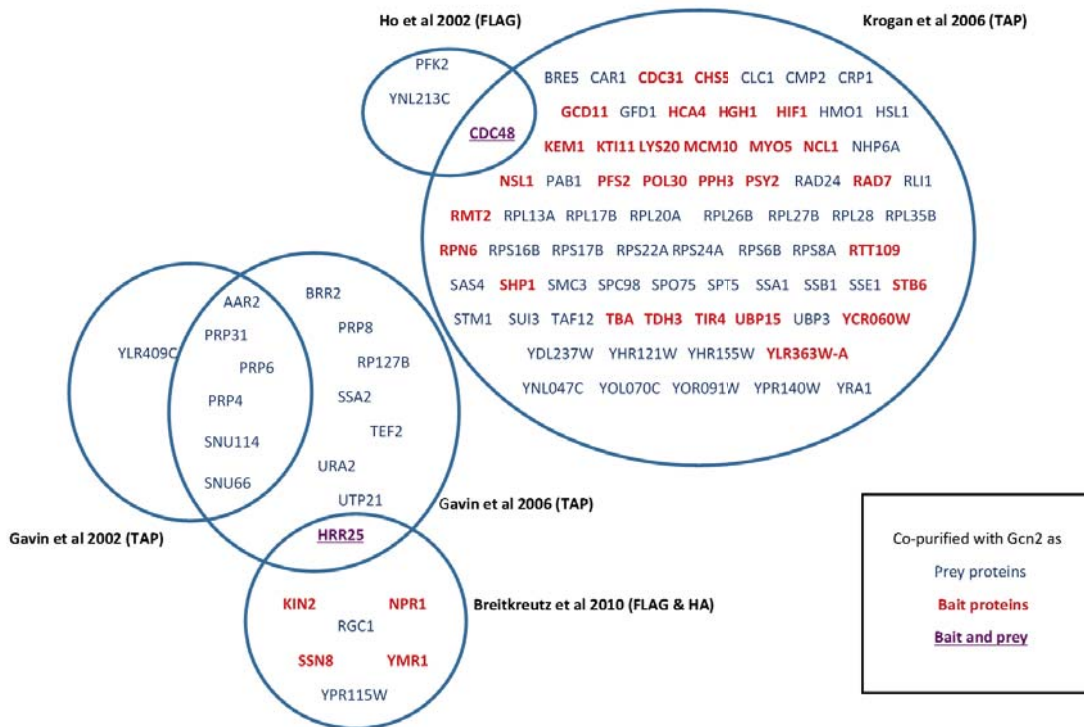 Ho et al 2002 (FLAG)
Krogan et al 2006 (TAP)
PFK2
YNL213C
CDC48
BRE5 CAR1 CDC31 CHS5 CLC1 CMP2 CRP1
GCD11 GFD1 HCA4 HGH1 HIF1 HMO1 HSL1
KEM1 KTI11 LYS20 MCM10 MYO5 NCL1 NHP6A
NSL1 PAB1 PFS2 POL30 PPH3 PSY2 RAD24 RAD7 RLI1
RMT2 RPL13A RPL17B RPL20A RPL26B RPL27B RPL28 RPL35B
RPN6 RPS16B RPS17B RPS22A RPS24A RPS6B RPS8A RTT109
SAS4 SHP1 SMC3 SPC98 SPO75 SPT5 SSA1 SSB1 SSE1 STB6
STM1 SUI3 TAF12 TBA TDH3 TIR4 UBP15 UBP3 YCR060W
YDL237W YHR121W YHR155W YLR363W-A
YNL047C YOL070C YOR091W YPR140W YRA1
YLR409C
AAR2
PRP31
PRP6
PRP4
SNU114
SNU66
BRR2
PRP8
RP127B
SSA2
TEF2
URA2
UTP21
HRR25
Gavin et al 2002 (TAP)
Gavin et al 2006 (TAP)
KIN2 NPR1
RGC1
SSN8 YMR1
YPR115W
Breitkreutz et al 2010 (FLAG & HA)
Co-purified with Gcn2 as
Prey proteins
Bait proteins
Bait and prey